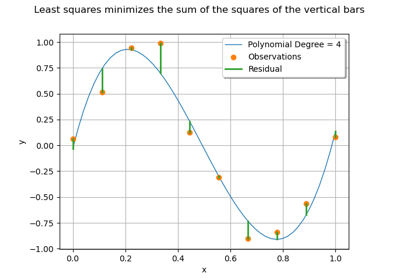 Least squares minimizes the sum of the squares of the vertical bars
Polynomial Degree = 4
Observations
Residual
1.00
0.75
0.50
0.25
0.00
−0.25
−0.50
−0.75
−1.00
y
0.0 0.2 0.4 0.6 0.8 1.0
x